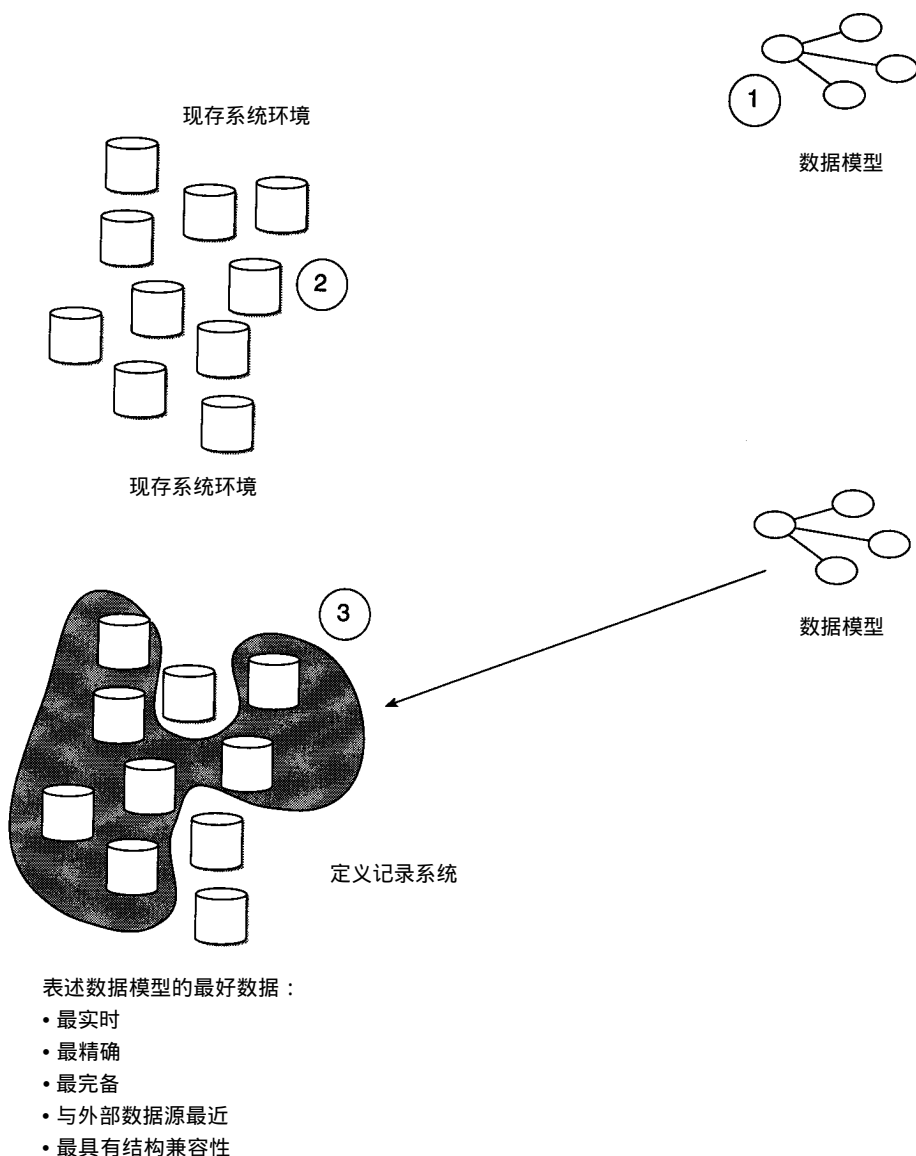 1
数据模型
现存系统环境
2
现存系统环境
数据模型
3
定义记录系统
表述数据模型的最好数据：
• 最实时
• 最精确
• 最完备
• 与外部数据源最近
• 最具有结构兼容性